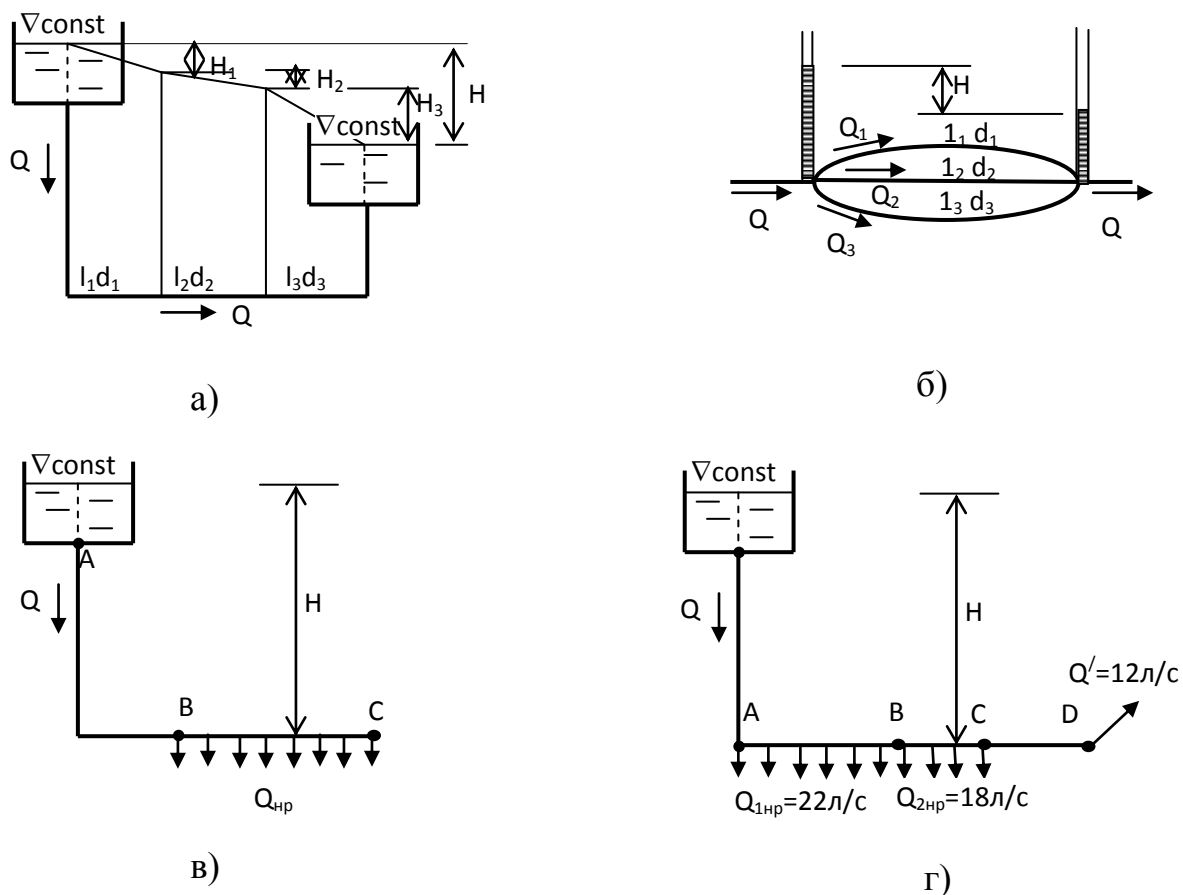 ∇const
H₁
H₂
H₃
H
∇const
Q
l₁d₁ l₂d₂ l₃d₃
Q
а)
H
Q₁ 1₁ d₁
1₂ d₂
Q₂
1₃ d₃
Q Q₃ Q
б)
∇const
A
Q
H
B C
Qнр
в)
∇const
Q
H
Q/=12л/с
A B C D
Q₁нр=22л/с Q₂нр=18л/с
г)